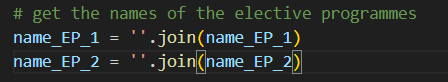 # get the names of the elective programmes
name_EP_1 = ''.join(name_EP_1)
name_EP_2 = ''.join(name_EP_2)